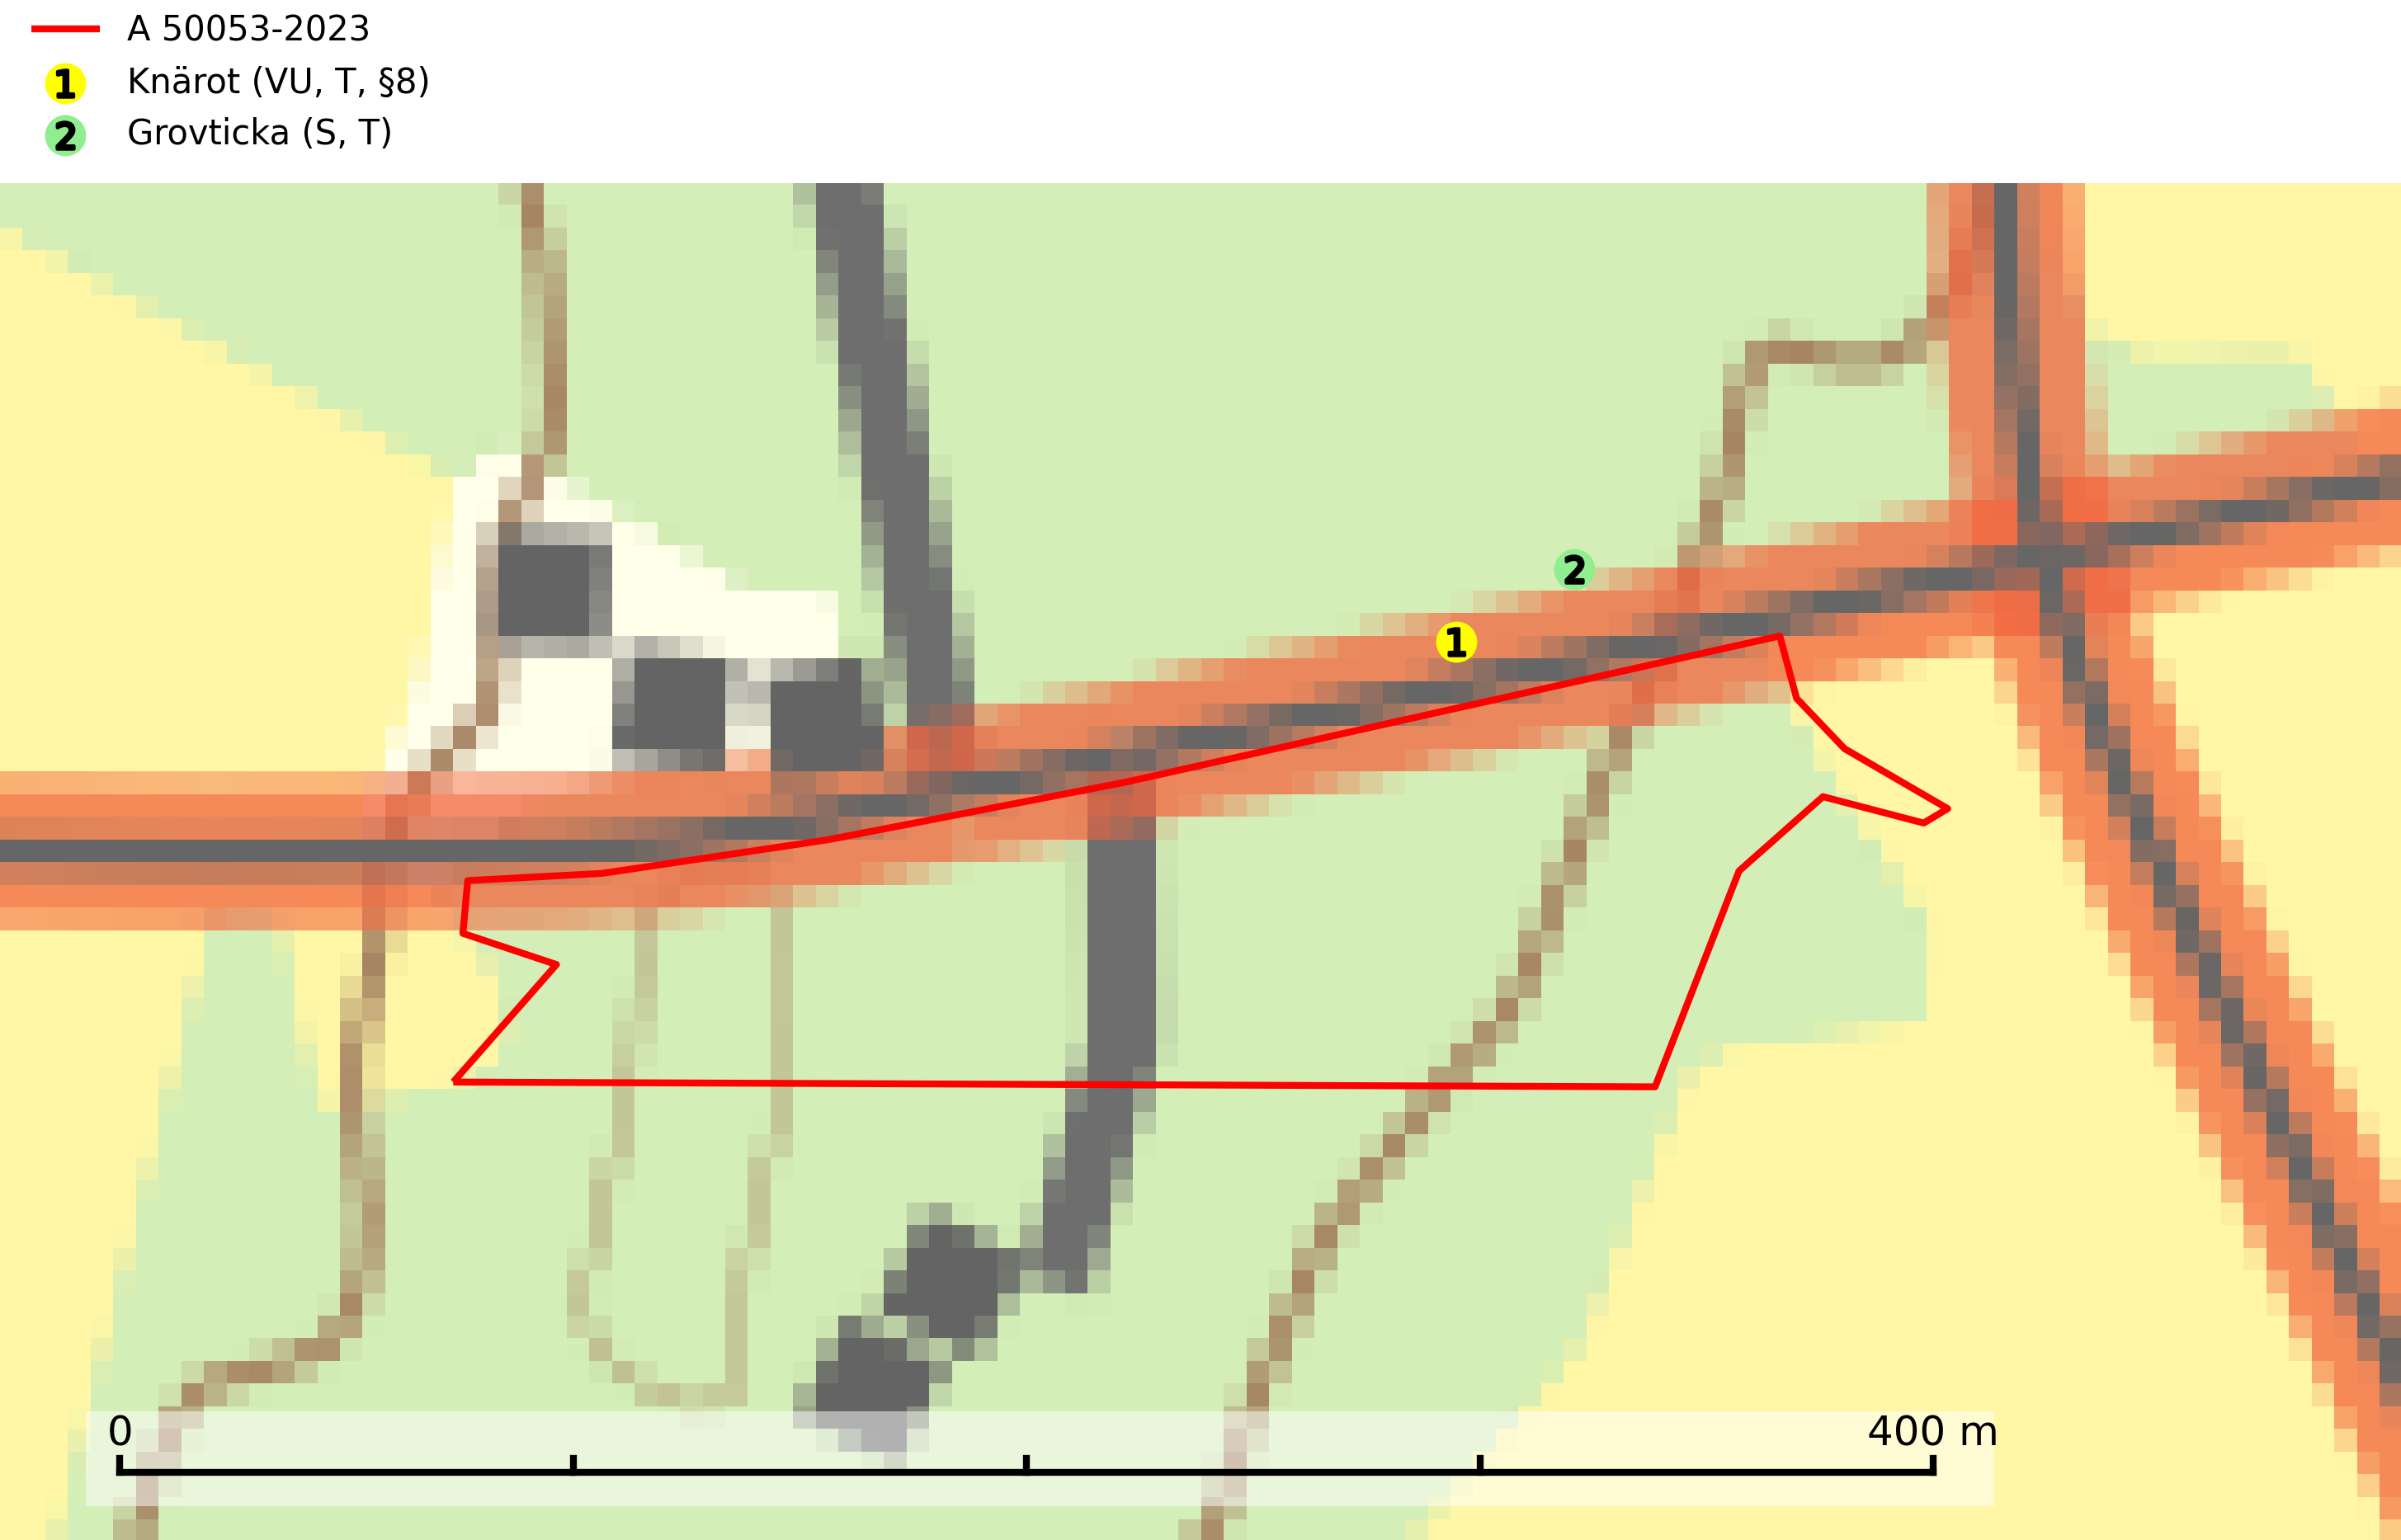 A 50053-2023
1 Knärot (VU, T, §8)
2 Grovticka (S, T)
2
1
0 400 m